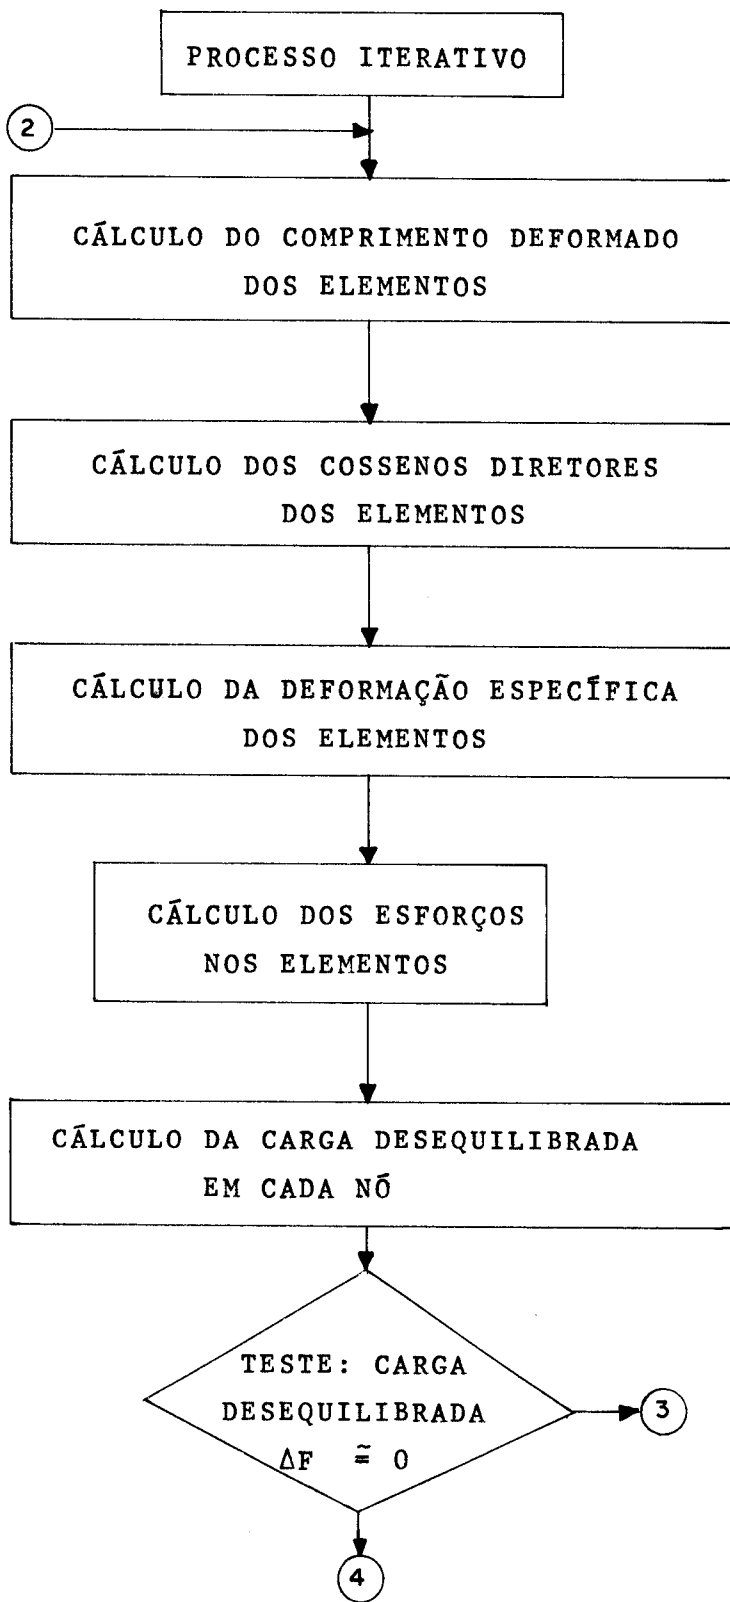 PROCESSO ITERATIVO
2
CÁLCULO DO COMPRIMENTO DEFORMADO
DOS ELEMENTOS
CÁLCULO DOS COSSENOS DIRETORES
DOS ELEMENTOS
CÁLCULO DA DEFORMAÇÃO ESPECÍFICA
DOS ELEMENTOS
CÁLCULO DOS ESFORÇOS
NOS ELEMENTOS
CÁLCULO DA CARGA DESEQUILIBRADA
EM CADA NÓ
TESTE: CARGA
DESEQUILIBRADA
3
ΔF ≅ 0
4